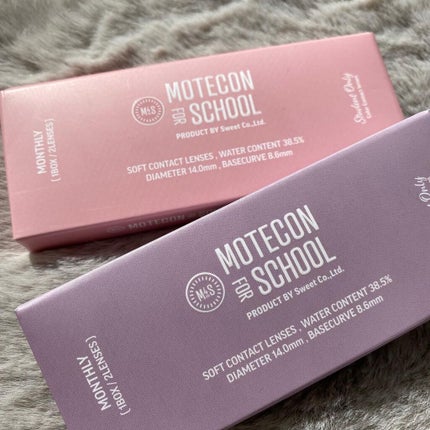 MOTECON
FOR
SCHOOL
M&S
PRODUCT BY Sweet Co.,Ltd.
SOFT CONTACT LENSES , WATER CONTENT 38.5%
DIAMETER 14.0mm , BASECURVE 8.6mm
MONTHLY
[ 1BOX / 2LENSES ]
Student Only
MOTECON
FOR
SCHOOL
M&S
PRODUCT BY Sweet Co.,Ltd.
SOFT CONTACT LENSES , WATER CONTENT 38.5%
DIAMETER 14.0mm , BASECURVE 8.6mm
MONTHLY
[ 1BOX / 2LENSES ]
Only